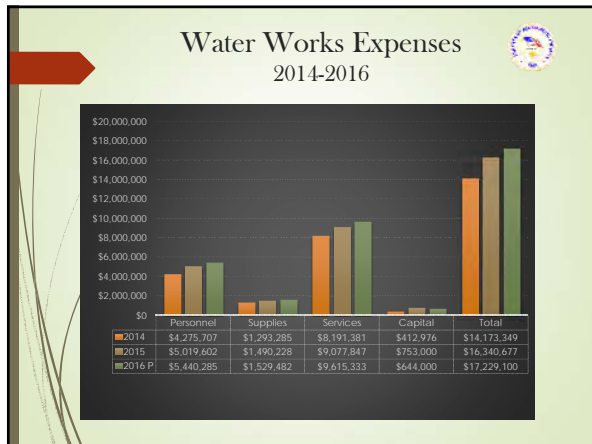 Water Works Expenses
2014-2016
$20,000,000
$18,000,000
$16,000,000
$14,000,000
$12,000,000
$10,000,000
$8,000,000
$6,000,000
$4,000,000
$2,000,000
$0
Personnel Supplies Services Capital Total
2014 $4,275,707 $1,293,285 $8,191,381 $412,976 $14,173,349
2015 $5,019,602 $1,490,228 $9,077,847 $753,000 $16,340,677
2016 P $5,440,285 $1,529,482 $9,615,333 $644,000 $17,229,100